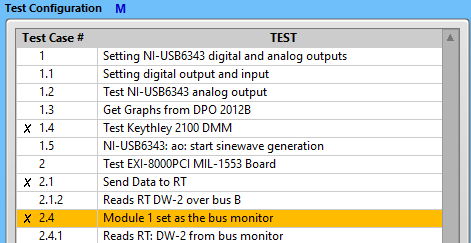 Test Configuration M
Test Case # TEST
1 Setting NI-USB6343 digital and analog outputs
1.1 Setting digital output and input
1.2 Test NI-USB6343 analog output
1.3 Get Graphs from DPO 2012B
X 1.4 Test Keythley 2100 DMM
1.5 NI-USB6343: ao: start sinewave generation
2 Test EXI-8000PCI MIL-1553 Board
X 2.1 Send Data to RT
2.1.2 Reads RT DW-2 over bus B
X 2.4 Module 1 set as the bus monitor
2.4.1 Reads RT: DW-2 from bus monitor